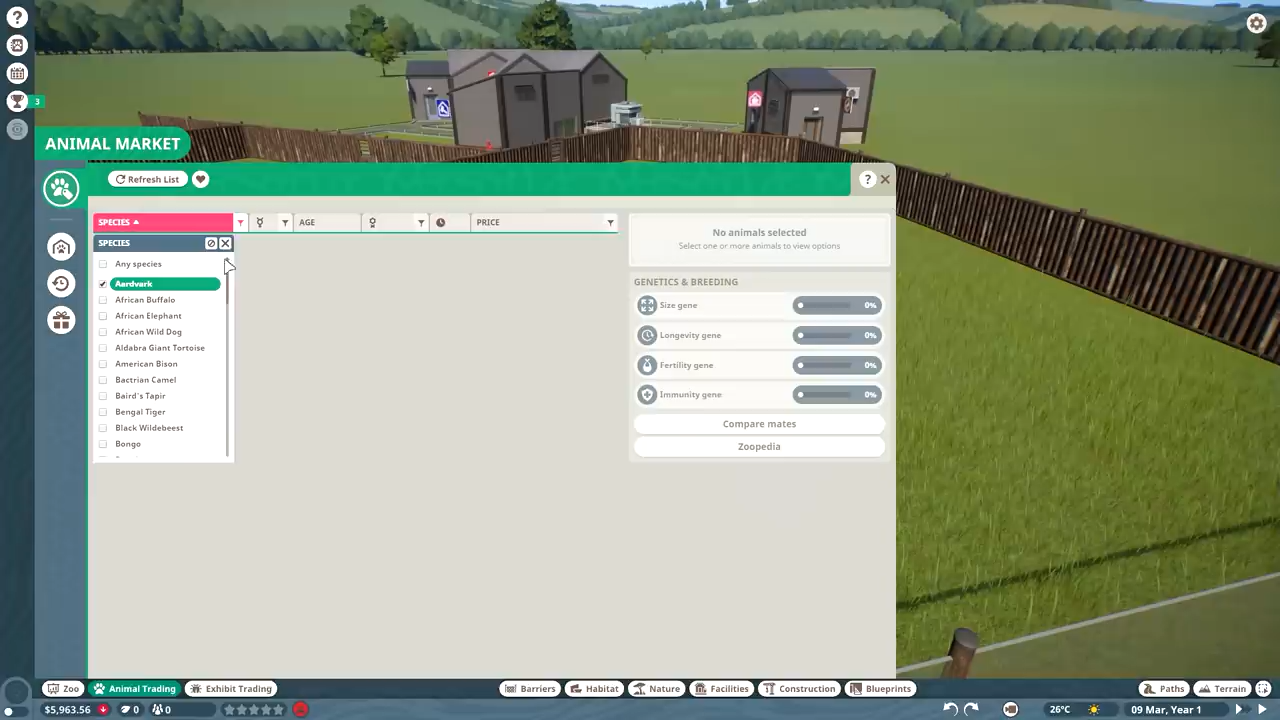 ?
3
ANIMAL MARKET
Refresh List
?
SPECIES AGE PRICE
SPECIES
Any species
Aardvark
African Buffalo
African Elephant
African Wild Dog
Aldabra Giant Tortoise
American Bison
Bactrian Camel
Baird's Tapir
Bengal Tiger
Black Wildebeest
Bongo
No animals selected
Select one or more animals to view options
GENETICS & BREEDING
Size gene 0%
Longevity gene 0%
Fertility gene 0%
Immunity gene 0%
Compare mates
Zoopedia
Zoo Animal Trading Exhibit Trading Barriers Habitat Nature Facilities Construction Blueprints Paths Terrain
$5,963.56 0 0 26°C 09 Mar, Year 1